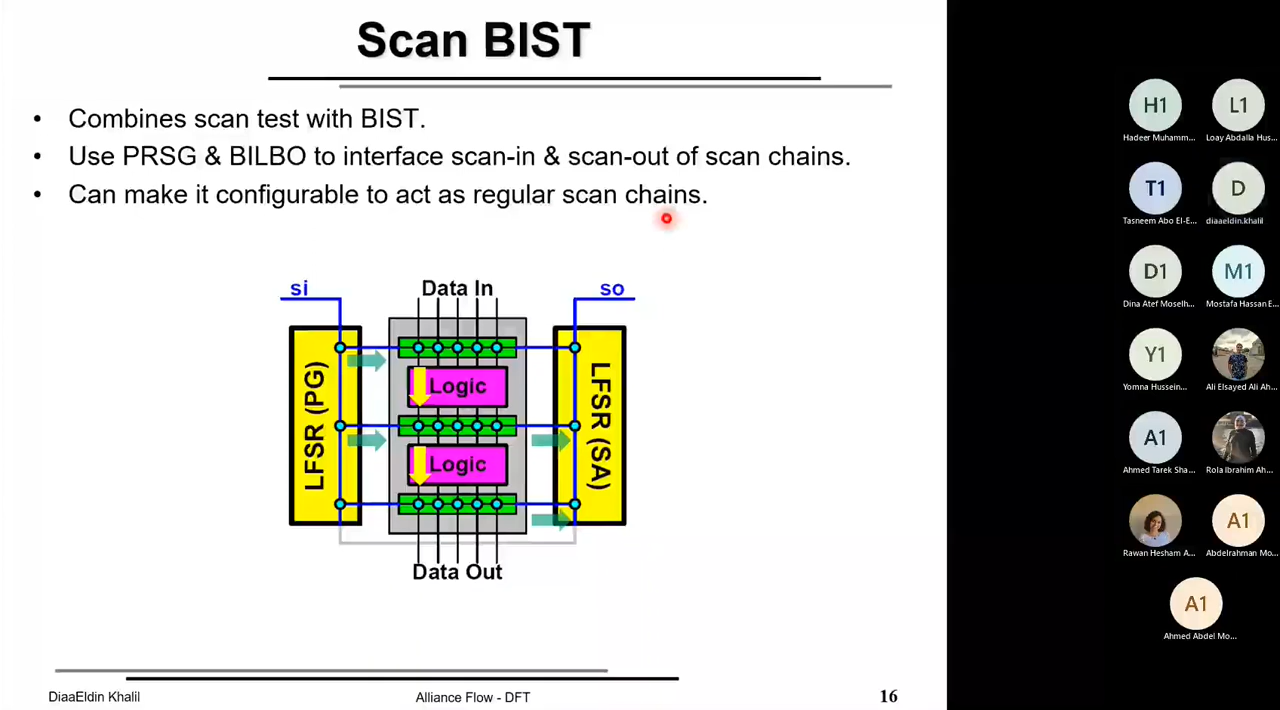 Scan BIST
• Combines scan test with BIST.
• Use PRSG & BILBO to interface scan-in & scan-out of scan chains.
• Can make it configurable to act as regular scan chains.
si
Data In
so
LFSR (PG)
Logic
Logic
LFSR (SA)
Data Out
DiaaEldin Khalil
Alliance Flow - DFT
16
H1
L1
Hadeer Muhamm...
Loay Abdalla Hus...
T1
D
Tasneem Abo El-E...
diaaeldin.khalil
D1
M1
Dina Atef Moselh...
Mostafa Hassan E...
Y1
Yomna Hussein...
Ali Elsayed Ali Ah...
A1
Ahmed Tarek Sha...
Rola Ibrahim Ah...
A1
Rawan Hesham A...
Abdelrahman Mo...
A1
Ahmed Abdel Mo...